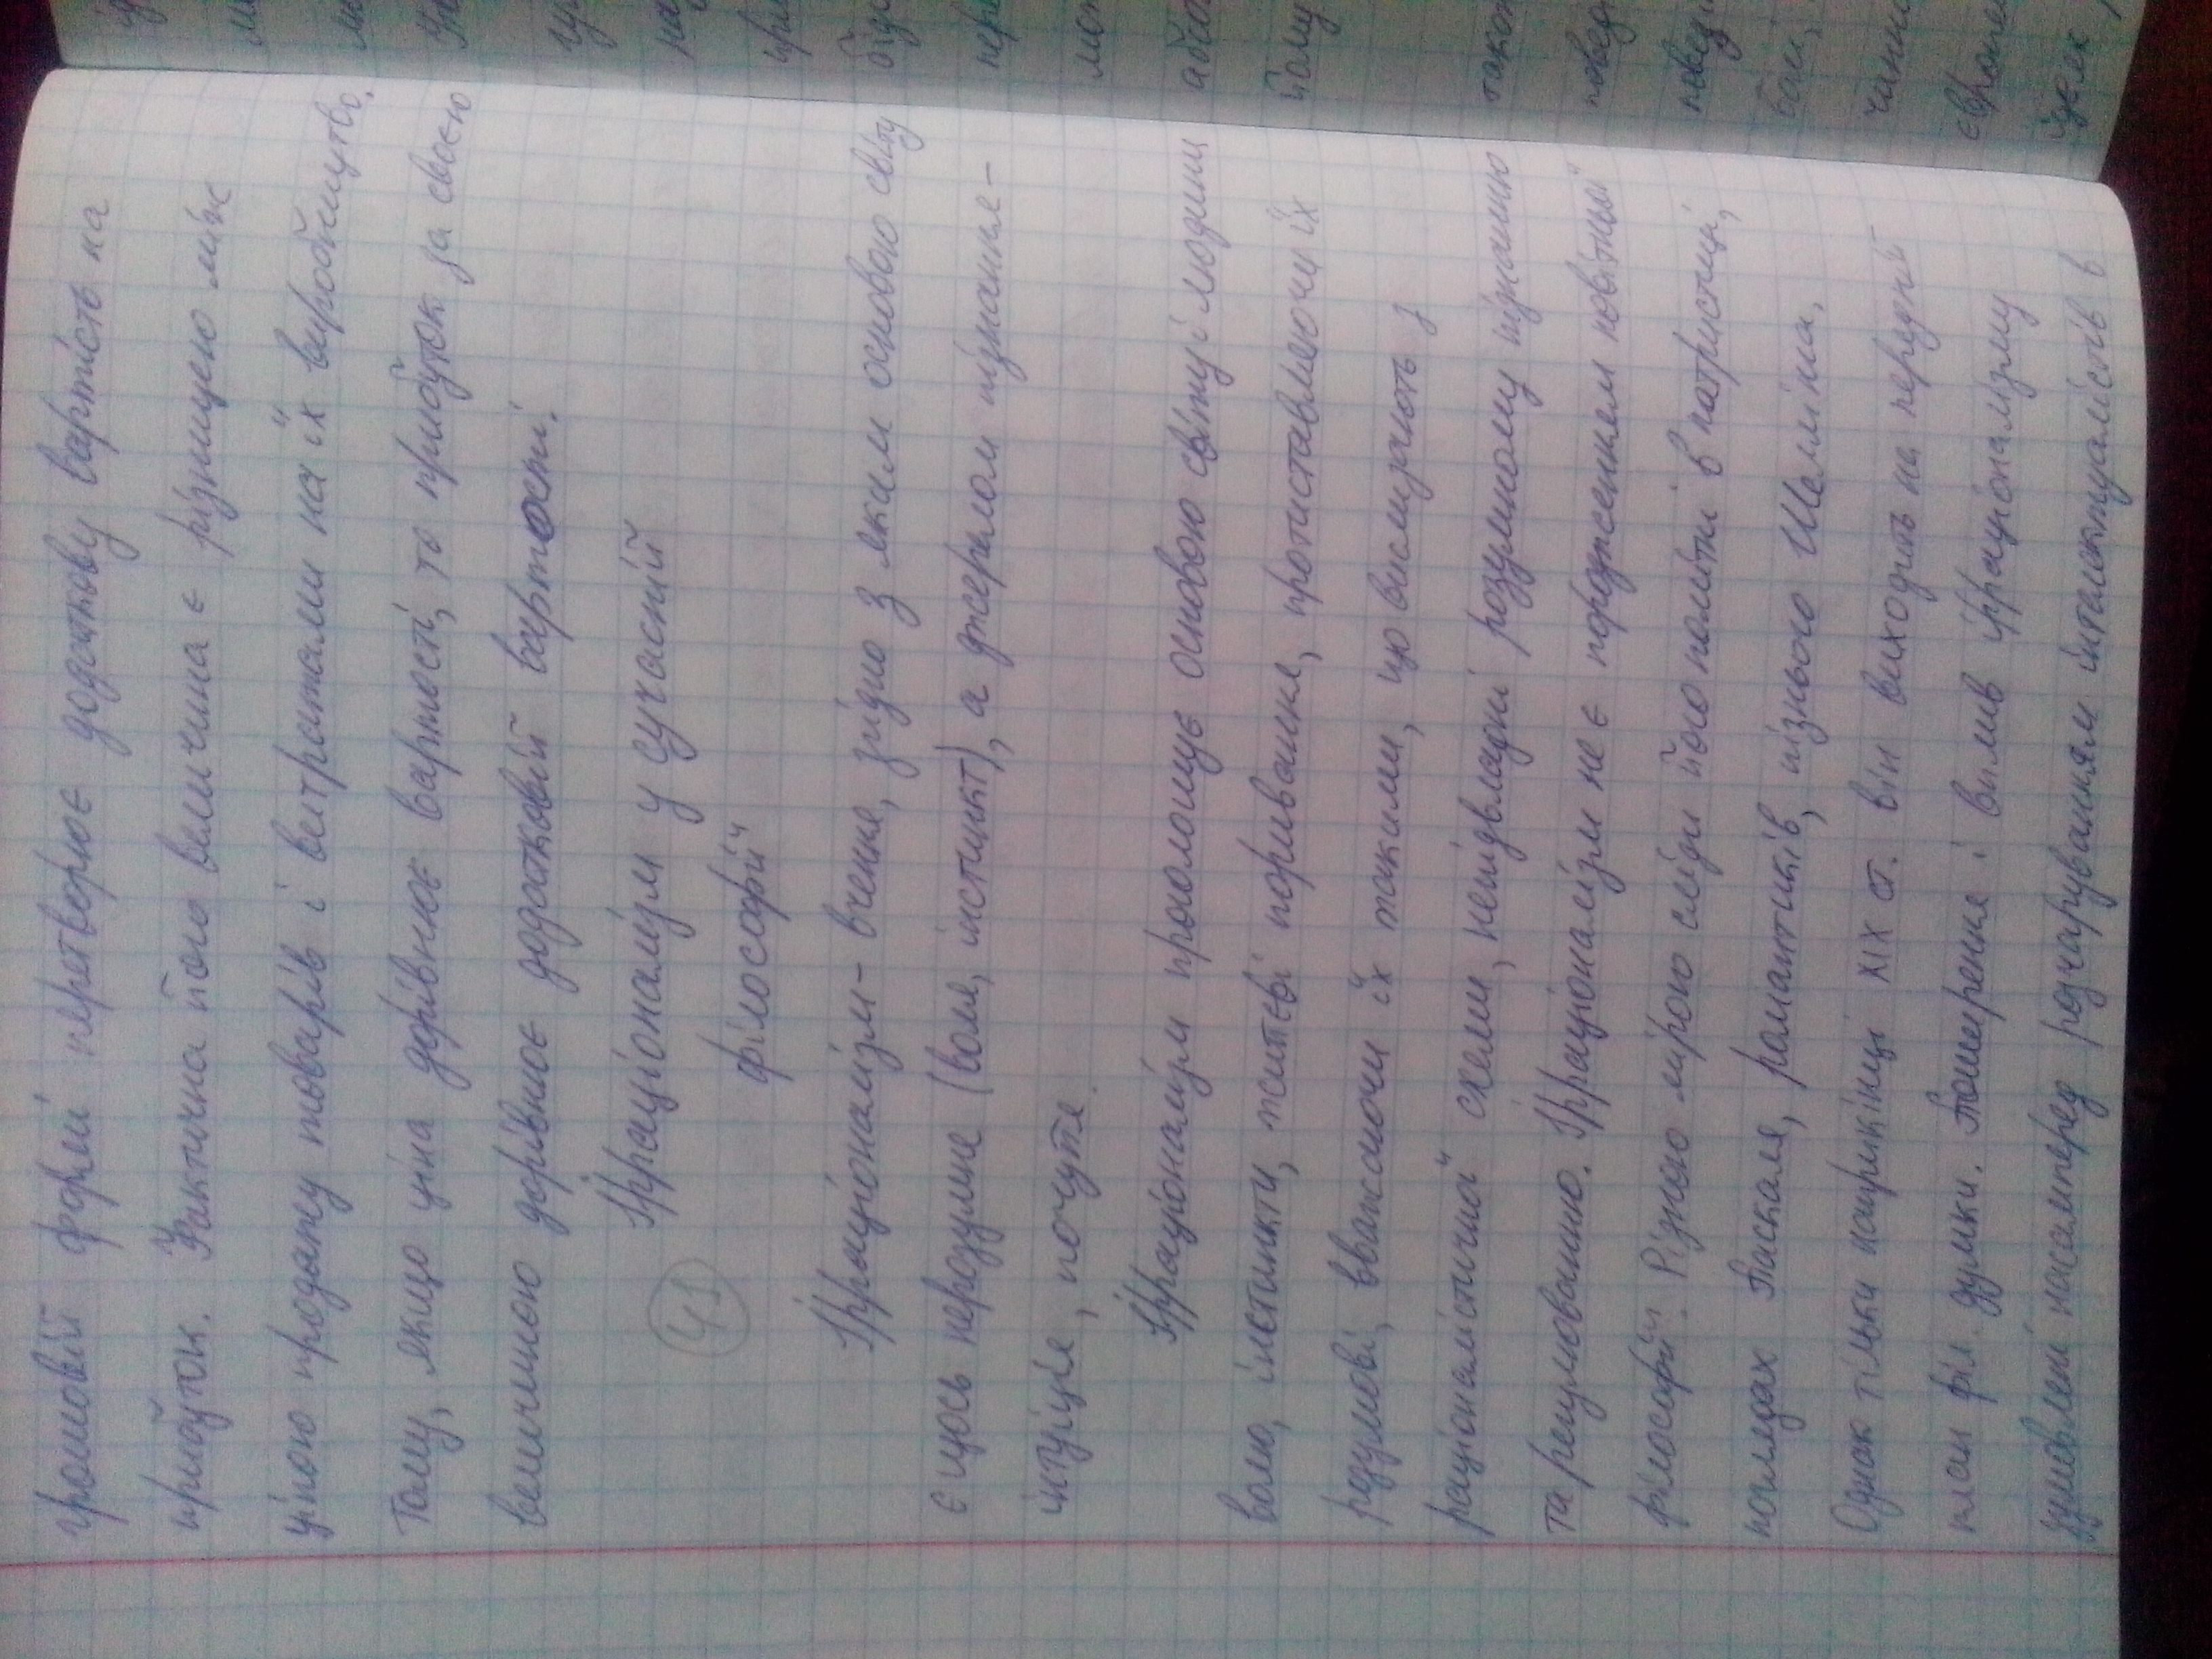 грошовій формі перетворює додаткову вартість на
прибуток. Фактична його величина є різницею між
ціною продажу товарів і витратами на їх виробництво.
Тому, якщо ціна дорівнює вартості, то прибуток за своєю
величиною дорівнює додатковій вартості.
Ірраціоналізм у сучасній
41
філософії
Ірраціоналізм - вчення, згідно з яким основою світу
є щось нерозумне (воля, інстинкт), а джерелом пізнання -
інтуіція, почуття.
Ірраціоналізм проголошує основою світу і людини
волю, інстинкти, життєві поривання, протиставляючи їх
розумові, вважаючи їх такими, що вислизають з
раціоналістичної схеми, непідвладні розумному пізнанню
та регулюванню. Ірраціоналізм не є породженням новітньої
філософії. Різною мірою сліди його помітні в патристиці,
поглядах Паскаля, романтиків, пізнього Шеллінга.
Однак тільки наприкінці XIX ст. він виходить на передній
план філ. думки. Поширення і вплив ірраціоналізму
зумовлені насамперед розчаруванням інтелектуалістів в